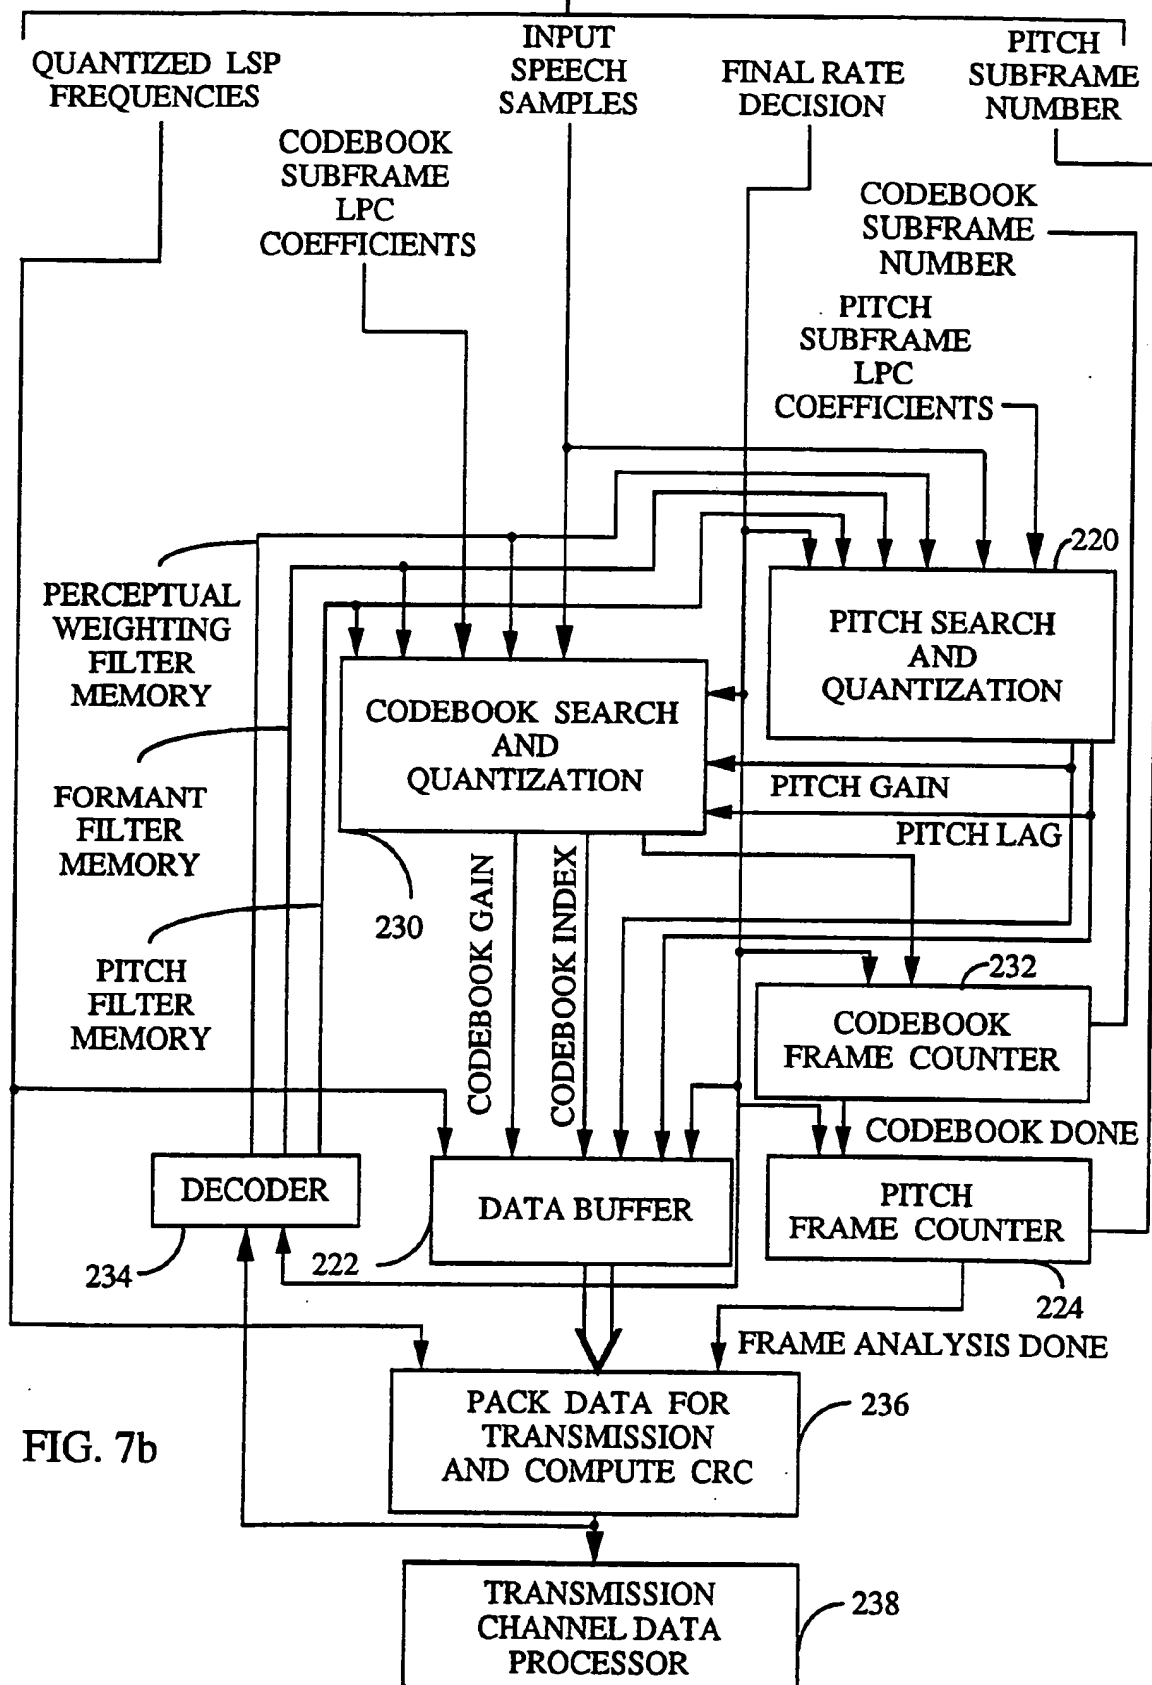 QUANTIZED LSP
FREQUENCIES
INPUT
SPEECH
SAMPLES
FINAL RATE
DECISION
PITCH
SUBFRAME
NUMBER
CODEBOOK
SUBFRAME
LPC
COEFFICIENTS
CODEBOOK
SUBFRAME
NUMBER
PITCH
SUBFRAME
LPC
COEFFICIENTS
220
PITCH SEARCH
AND
QUANTIZATION
PERCEPTUAL
WEIGHTING
FILTER
MEMORY
CODEBOOK SEARCH
AND
QUANTIZATION
PITCH GAIN
PITCH LAG
FORMANT
FILTER
MEMORY
230
CODEBOOK GAIN
CODEBOOK INDEX
PITCH
FILTER
MEMORY
232
CODEBOOK
FRAME COUNTER
CODEBOOK DONE
DECODER
234
DATA BUFFER
222
PITCH
FRAME COUNTER
224
FRAME ANALYSIS DONE
PACK DATA FOR
TRANSMISSION
AND COMPUTE CRC
236
FIG. 7b
TRANSMISSION
CHANNEL DATA
PROCESSOR
238